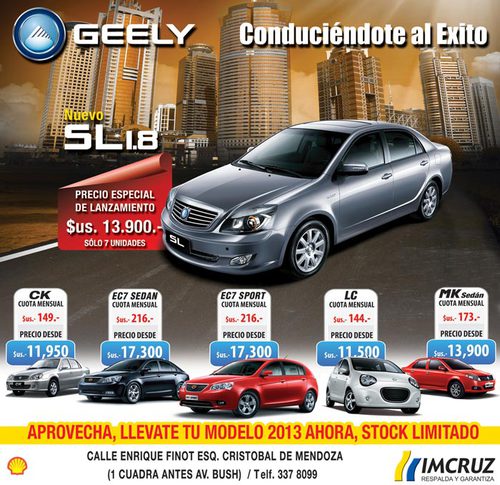 GEELY
Conduciéndote al Exito
Nuevo
SL 1.8
PRECIO ESPECIAL
DE LANZAMIENTO
$us. 13.900.-
SÓLO 7 UNIDADES
SL
CK
CUOTA MENSUAL
$us.- 149.-
PRECIO DESDE
$us.- 11,950
EC7 SEDAN
CUOTA MENSUAL
$us.- 216.-
PRECIO DESDE
$us.- 17,300
EC7 SPORT
CUOTA MENSUAL
$us.- 216.-
PRECIO DESDE
$us.- 17,300
LC
CUOTA MENSUAL
$us.- 144.-
PRECIO DESDE
$us.- 11,500
MK Sedán
CUOTA MENSUAL
$us.- 173.-
PRECIO DESDE
$us.- 13,900
APROVECHA, LLEVATE TU MODELO 2013 AHORA, STOCK LIMITADO
CALLE ENRIQUE FINOT ESQ. CRISTOBAL DE MENDOZA
(1 CUADRA ANTES AV. BUSH) / Telf. 337 8099
IMCRUZ
RESPALDA Y GARANTIZA